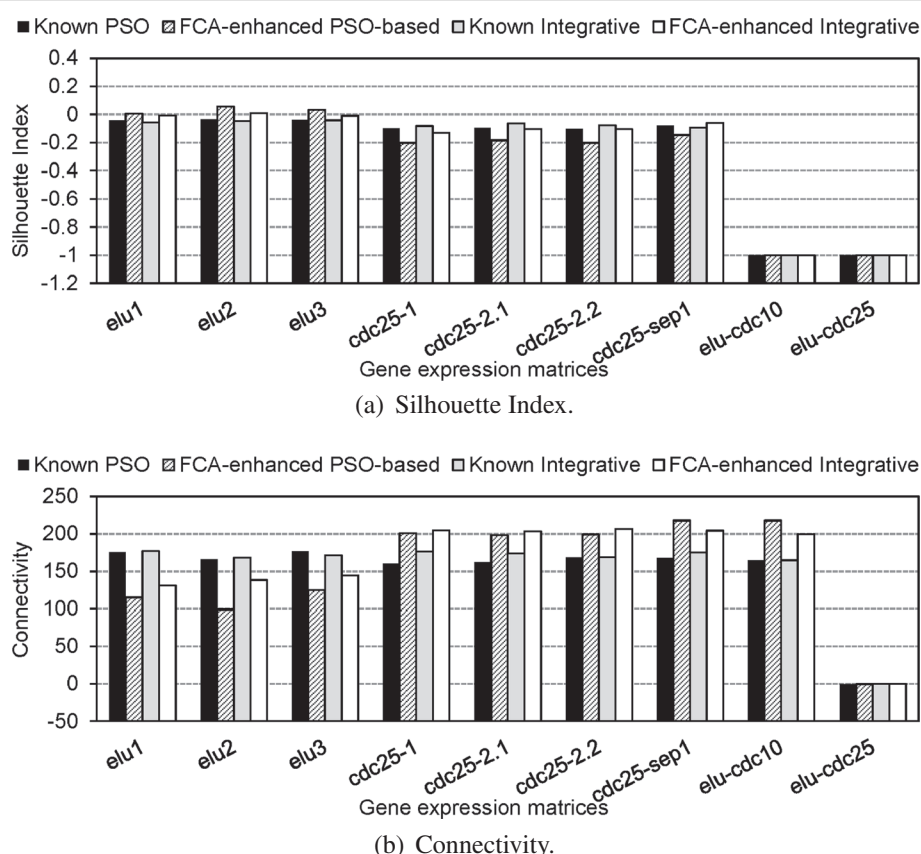 Known PSO FCA-enhanced PSO-based Known Integrative FCA-enhanced Integrative
0.4
0.2
0
-0.2
-0.4
-0.6
-0.8
-1
-1.2
Silhouette Index
elu1 elu2 elu3 cdc25-1 cdc25-2.1 cdc25-2.2 cdc25-sep1 elu-cdc10 elu-cdc25
Gene expression matrices
(a) Silhouette Index.
Known PSO FCA-enhanced PSO-based Known Integrative FCA-enhanced Integrative
250
200
150
100
50
0
-50
Connectivity
elu1 elu2 elu3 cdc25-1 cdc25-2.1 cdc25-2.2 cdc25-sep1 elu-cdc10 elu-cdc25
Gene expression matrices
(b) Connectivity.